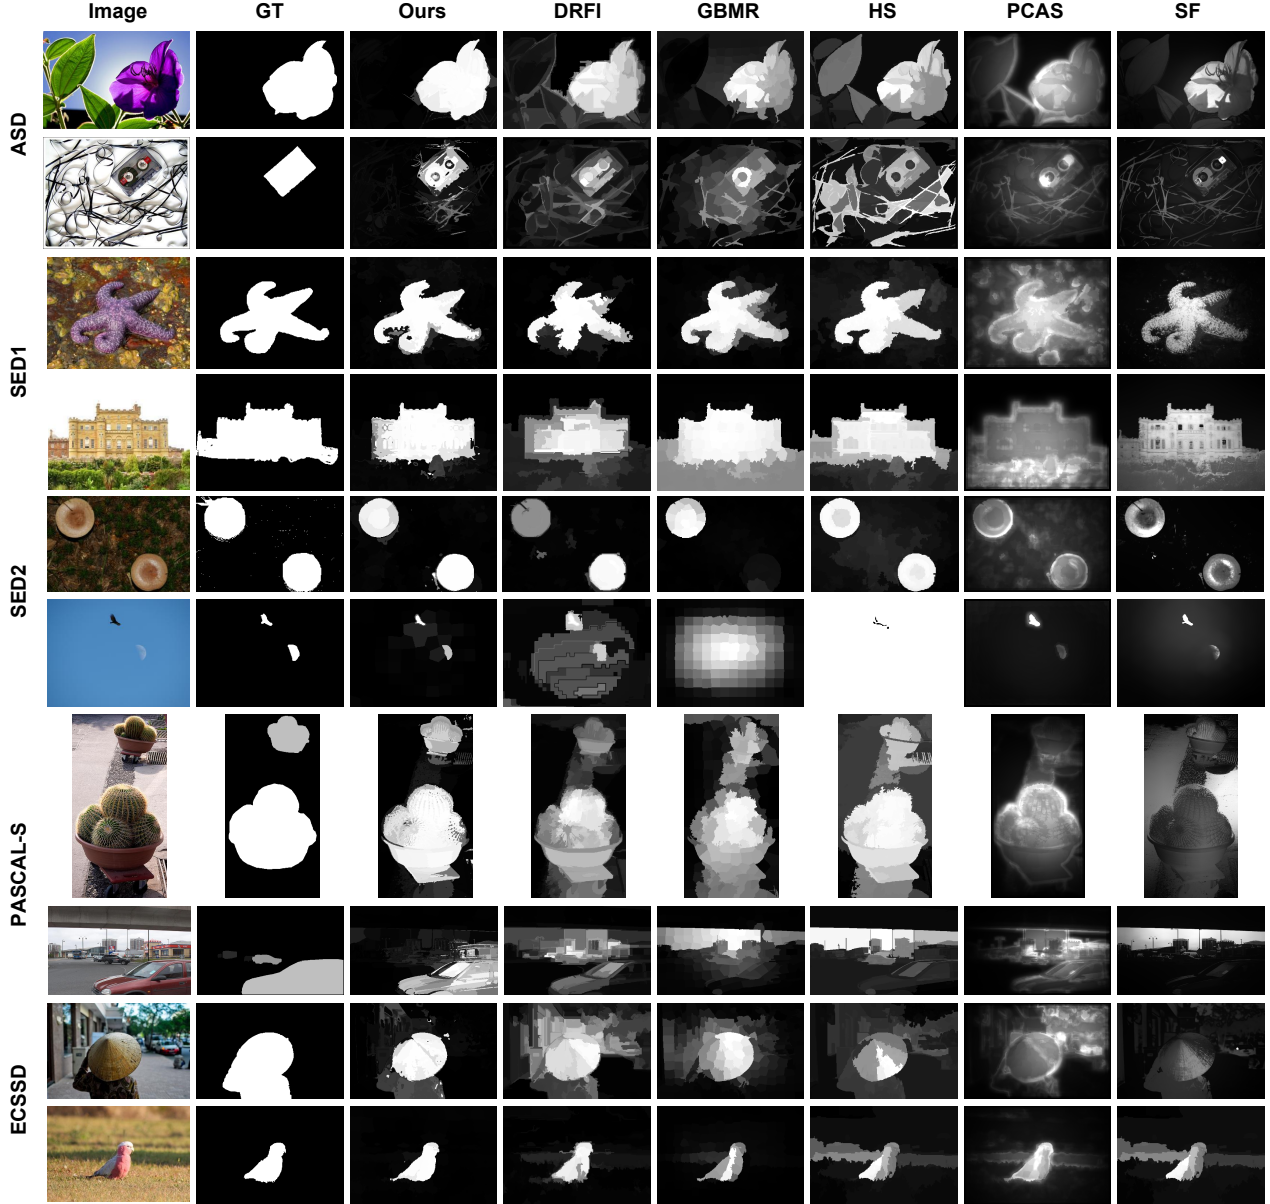 Image GT Ours DRFI GBMR HS PCAS SF
ASD
SED1
SED2
PASCAL-S
ECSSD